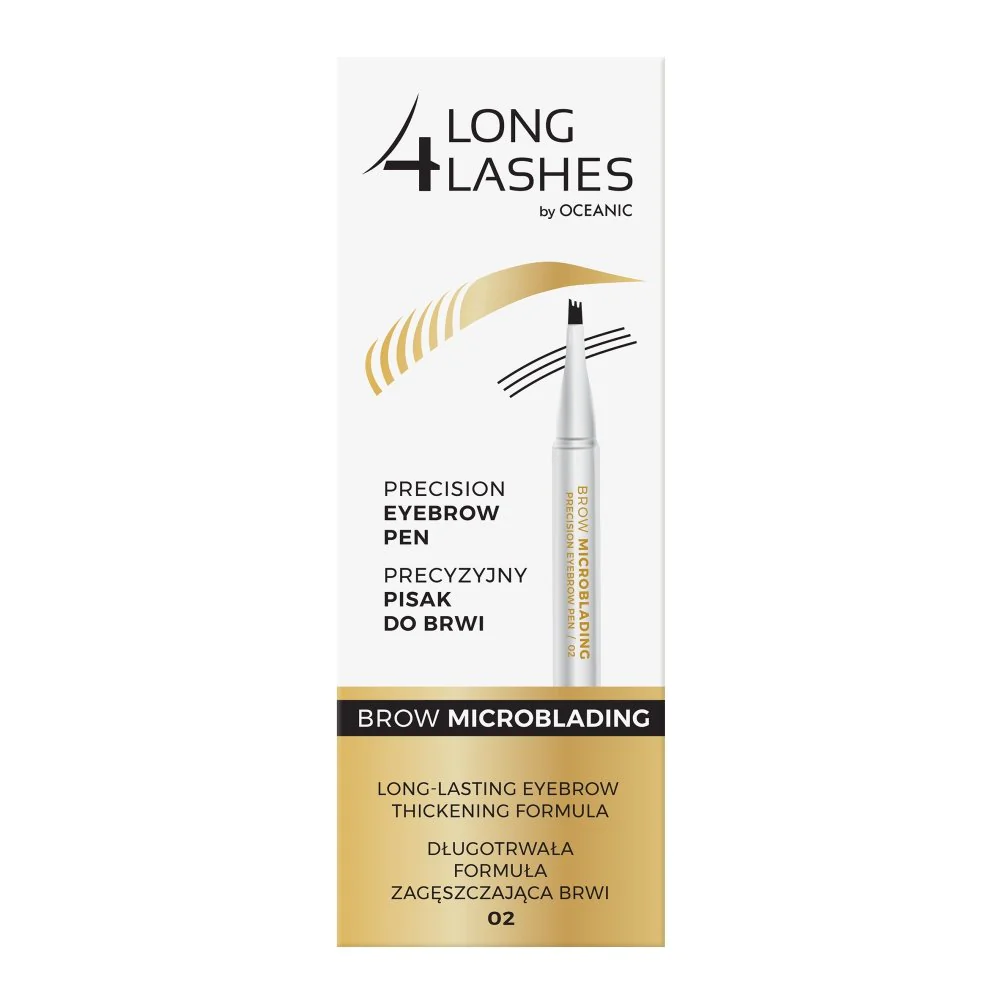 4 LONG
LASHES
by OCEANIC
PRECISION
EYEBROW
PEN
PRECYZYJNY
PISAK
DO BRWI
BROW MICROBLADING
PRECISION EYEBROW PEN / 02
BROW MICROBLADING
LONG-LASTING EYEBROW
THICKENING FORMULA
DŁUGOTRWAŁA
FORMUŁA
ZAGĘSZCZAJĄCA BRWI
02